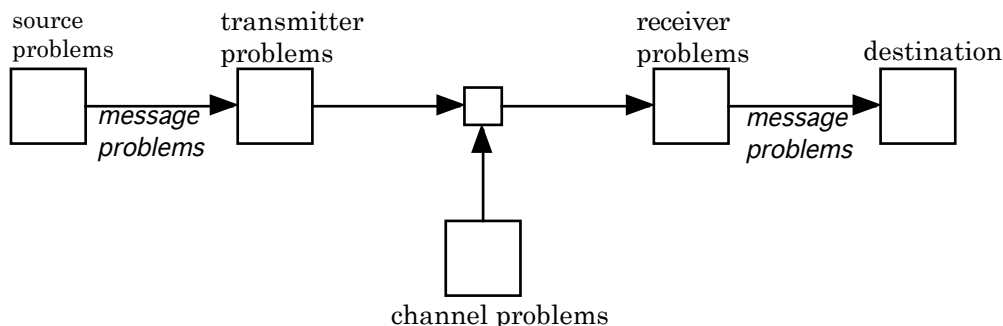 source
problems
transmitter
problems
receiver
problems
destination
message
problems
message
problems
channel problems